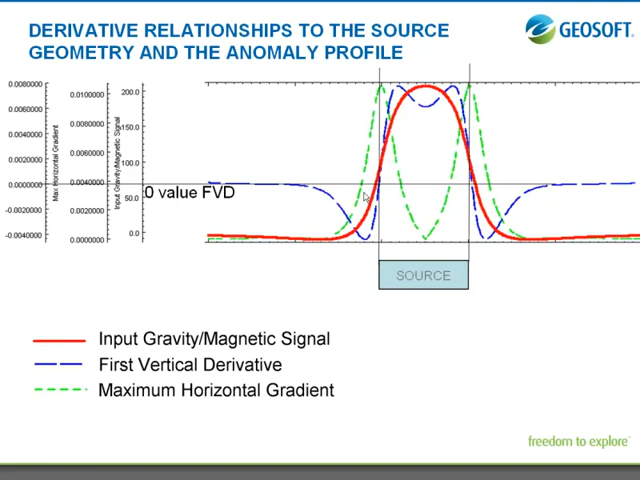 DERIVATIVE RELATIONSHIPS TO THE SOURCE
GEOMETRY AND THE ANOMALY PROFILE
GEOSOFT.
0.0080000
0.0060000
0.0040000
0.0020000
0.0000000
-0.0020000
-0.0040000
Max Horizontal Gradient
0.0100000
0.0080000
0.0060000
0.0040000
0.0020000
0.0000000
Input Gravity/Magnetic Signal
200.0
150.0
100.0
50.0
0.0
0 value FVD
SOURCE
Input Gravity/Magnetic Signal
First Vertical Derivative
Maximum Horizontal Gradient
freedom to explore